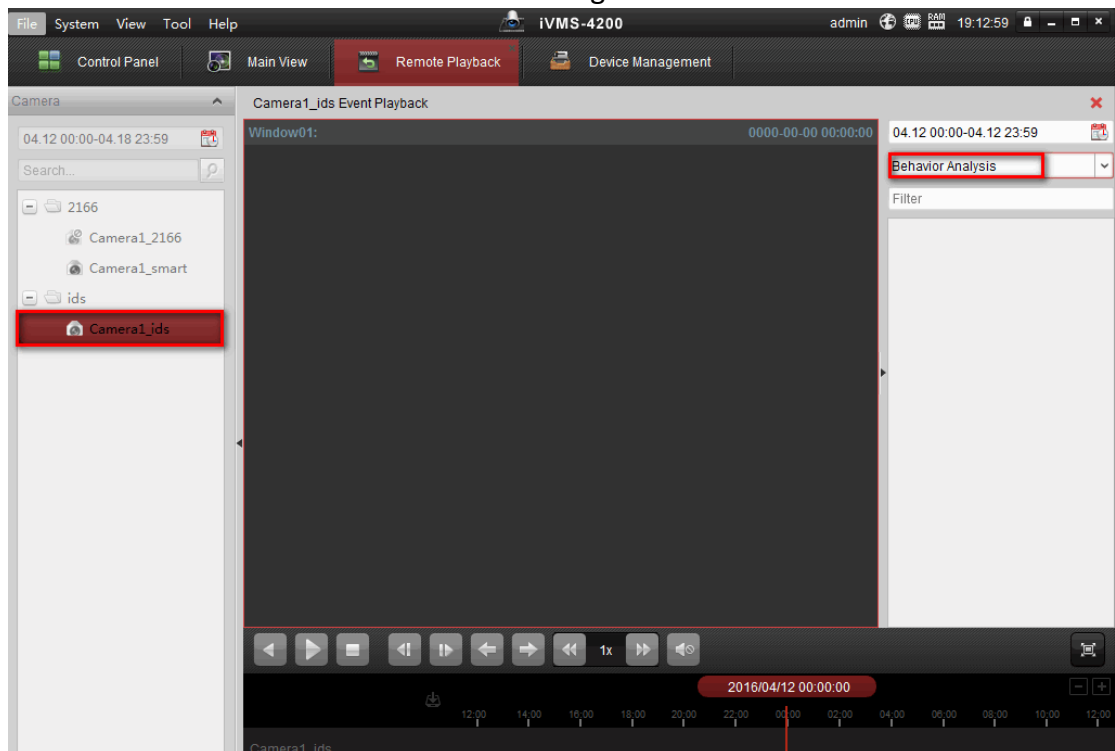 File System View Tool Help iVMS-4200 admin CPU RAM 19:12:59
Control Panel Main View Remote Playback Device Management
Camera
04.12 00:00-04.18 23:59
Search...
2166
Camera1_2166
Camera1_smart
ids
Camera1_ids
Camera1_ids Event Playback
Window01: 0000-00-00 00:00:00
04.12 00:00-04.12 23:59
Behavior Analysis
Filter
1x
2016/04/12 00:00:00
12:00 14:00 16:00 18:00 20:00 22:00 00:00 02:00 04:00 06:00 08:00 10:00 12:00
Camera1_ids